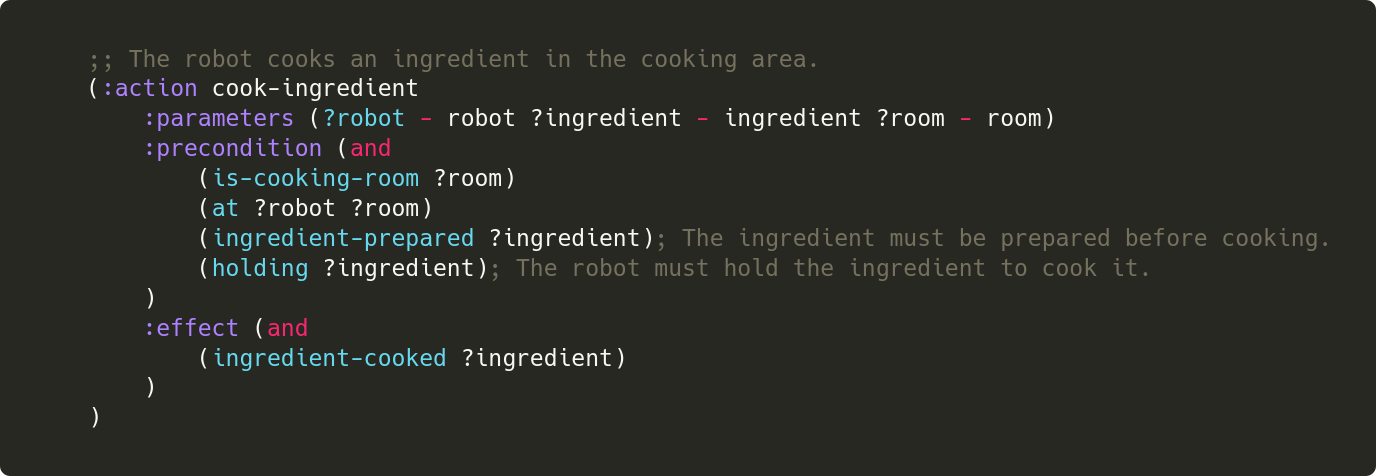 ;; The robot cooks an ingredient in the cooking area.
(:action cook-ingredient
    :parameters (?robot - robot ?ingredient - ingredient ?room - room)
    :precondition (and
        (is-cooking-room ?room)
        (at ?robot ?room)
        (ingredient-prepared ?ingredient); The ingredient must be prepared before cooking.
        (holding ?ingredient); The robot must hold the ingredient to cook it.
    )
    :effect (and
        (ingredient-cooked ?ingredient)
    )
)